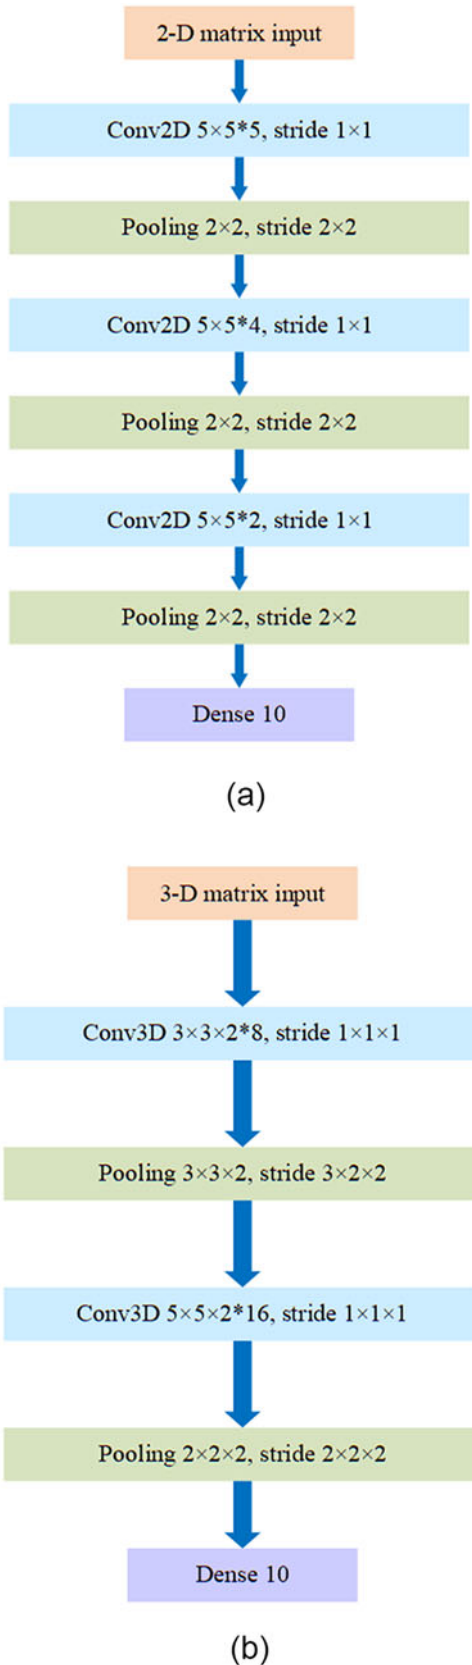 2-D matrix input
Conv2D 5×5*5, stride 1×1
Pooling 2×2, stride 2×2
Conv2D 5×5*4, stride 1×1
Pooling 2×2, stride 2×2
Conv2D 5×5*2, stride 1×1
Pooling 2×2, stride 2×2
Dense 10
(a)
3-D matrix input
Conv3D 3×3×2*8, stride 1×1×1
Pooling 3×3×2, stride 3×2×2
Conv3D 5×5×2*16, stride 1×1×1
Pooling 2×2×2, stride 2×2×2
Dense 10
(b)